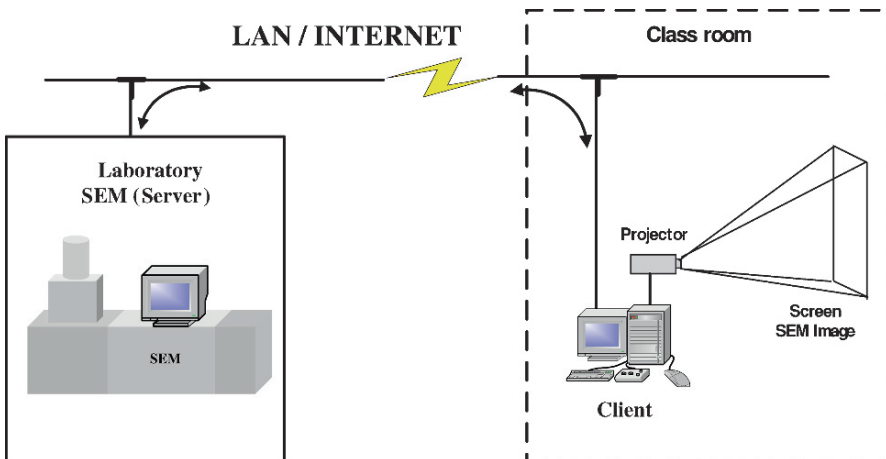 LAN / INTERNET
Class room
Laboratory
SEM (Server)
SEM
Projector
Screen
SEM Image
Client